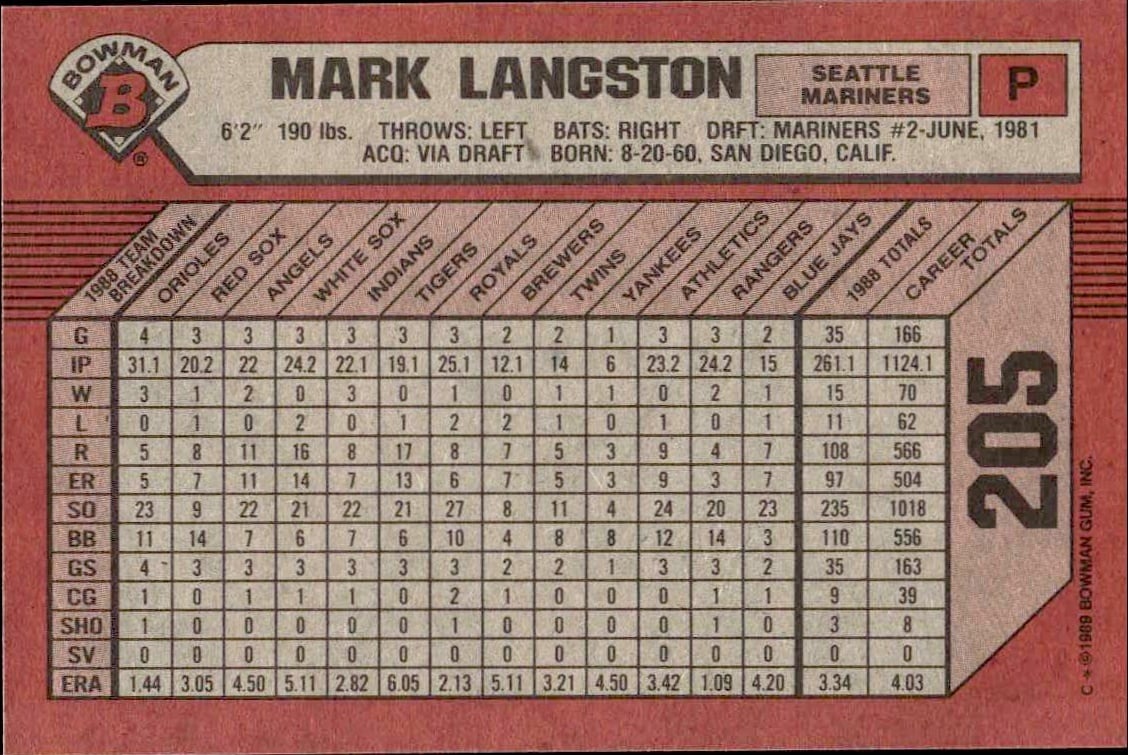 BOWMAN
B
®
MARK LANGSTON
SEATTLE
MARINERS
P
6'2" 190 lbs. THROWS: LEFT BATS: RIGHT DRFT: MARINERS #2-JUNE, 1981
ACQ: VIA DRAFT BORN: 8-20-60, SAN DIEGO, CALIF.
1988 TEAM
BREAKDOWN
ORIOLES
RED SOX
ANGELS
WHITE SOX
INDIANS
TIGERS
ROYALS
BREWERS
TWINS
YANKEES
ATHLETICS
RANGERS
BLUE JAYS
1988 TOTALS
CAREER
TOTALS
G 4 3 3 3 3 3 3 2 2 1 3 3 2 35 166
IP 31.1 20.2 22 24.2 22.1 19.1 25.1 12.1 14 6 23.2 24.2 15 261.1 1124.1
W 3 1 2 0 3 0 1 0 1 1 0 2 1 15 70
L 0 1 0 2 0 1 2 2 1 0 1 0 1 11 62
R 5 8 11 16 8 17 8 7 5 3 9 4 7 108 566
ER 5 7 11 14 7 13 6 7 5 3 9 3 7 97 504
SO 23 9 22 21 22 21 27 8 11 4 24 20 23 235 1018
BB 11 14 7 6 7 6 10 4 8 8 12 14 3 110 556
GS 4 3 3 3 3 3 3 2 2 1 3 3 2 35 163
CG 1 0 1 1 1 0 2 1 0 0 0 1 1 9 39
SHO 1 0 0 0 0 0 1 0 0 0 0 1 0 3 8
SV 0 0 0 0 0 0 0 0 0 0 0 0 0 0 0
ERA 1.44 3.05 4.50 5.11 2.82 6.05 2.13 5.11 3.21 4.50 3.42 1.09 4.20 3.34 4.03
205
C * ©1989 BOWMAN GUM, INC.